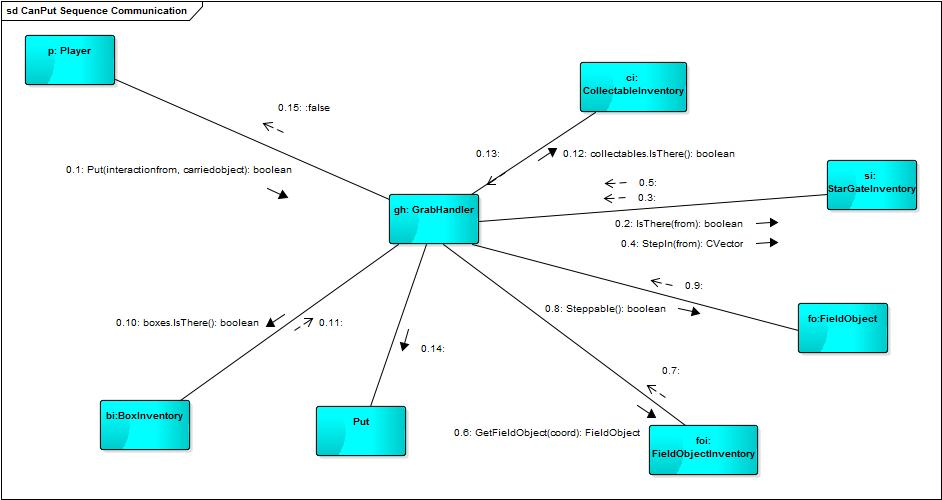 sd CanPut Sequence Communication
p: Player
ci:
CollectableInventory
0.15: :false
0.13:
0.12: collectables.IsThere(): boolean
0.1: Put(interactionfrom, carriedobject): boolean
si:
StarGateInventory
0.5:
0.3:
gh: GrabHandler
0.2: IsThere(from): boolean
0.4: StepIn(from): CVector
0.9:
0.8: Steppable(): boolean
fo:FieldObject
0.10: boxes.IsThere(): boolean
0.11:
0.14:
0.7:
bi:BoxInventory
Put
0.6: GetFieldObject(coord): FieldObject
foi:
FieldObjectInventory